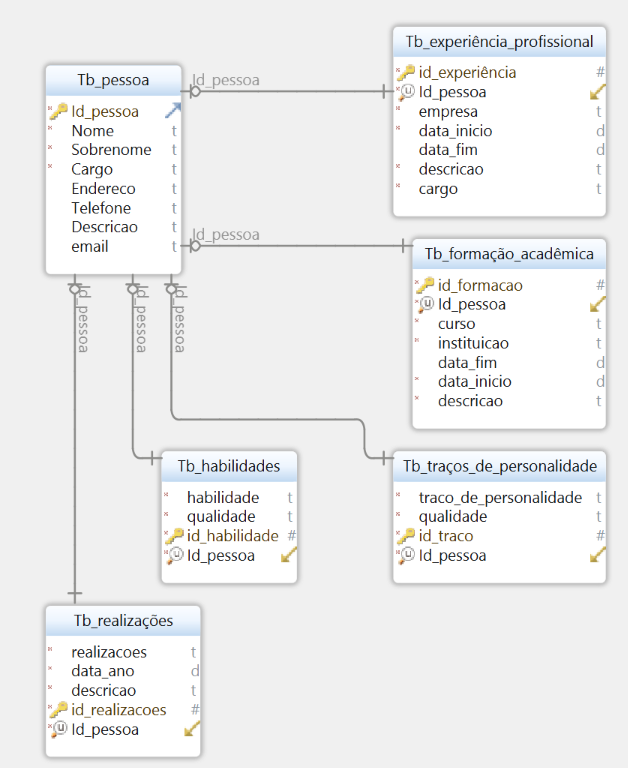 Tb_pessoa
Id_pessoa
Nome t
Sobrenome t
Cargo t
Endereco t
Telefone t
Descricao t
email t
Id_pessoa
Tb_experiência_profissional
id_experiência #
u Id_pessoa
empresa t
data_inicio d
data_fim d
descricao t
cargo t
Id_pessoa
Tb_formação_acadêmica
id_formacao #
u Id_pessoa
curso t
instituicao t
data_fim d
data_inicio d
descricao t
Id_pessoa
Id_pessoa
Id_pessoa
Tb_habilidades
habilidade t
qualidade t
id_habilidade #
u Id_pessoa
Tb_traços_de_personalidade
traco_de_personalidade t
qualidade t
id_traco #
u Id_pessoa
Tb_realizações
realizacoes t
data_ano d
descricao t
id_realizacoes #
u Id_pessoa